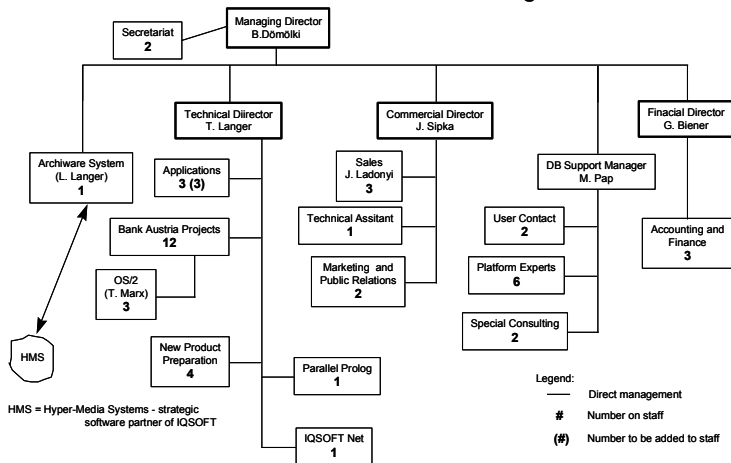 Managing Director
B.Dömölki
Secretariat
2
Technical Diirector
T. Langer
Commercial Director
J. Sipka
Finacial Director
G. Biener
Archiware System
(L. Langer)
1
Applications
3 (3)
Sales
J. Ladonyi
3
DB Support Manager
M. Pap
Bank Austria Projects
12
Technical Assitant
1
User Contact
2
Accounting and
Finance
3
OS/2
(T. Marx)
3
Marketing and
Public Relations
2
Platform Experts
6
Special Consulting
2
HMS
New Product
Preparation
4
Parallel Prolog
1
IQSOFT Net
1
HMS = Hyper-Media Systems - strategic
software partner of IQSOFT
Legend:
Direct management
# Number on staff
(#) Number to be added to staff